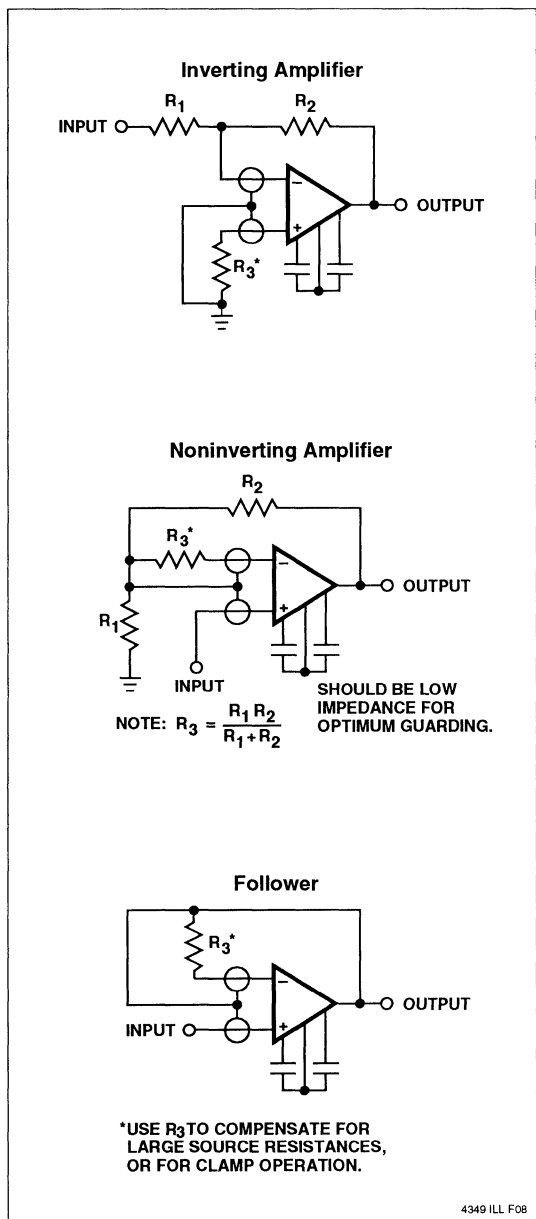 Inverting Amplifier
R1
R2
INPUT
−
+
OUTPUT
R3*
Noninverting Amplifier
R2
R3*
−
+
OUTPUT
R1
INPUT
NOTE: R3 = R1 R2 / R1+R2
SHOULD BE LOW
IMPEDANCE FOR
OPTIMUM GUARDING.
Follower
R3*
−
+
OUTPUT
INPUT
*USE R3 TO COMPENSATE FOR
LARGE SOURCE RESISTANCES,
OR FOR CLAMP OPERATION.
4349 ILL F08